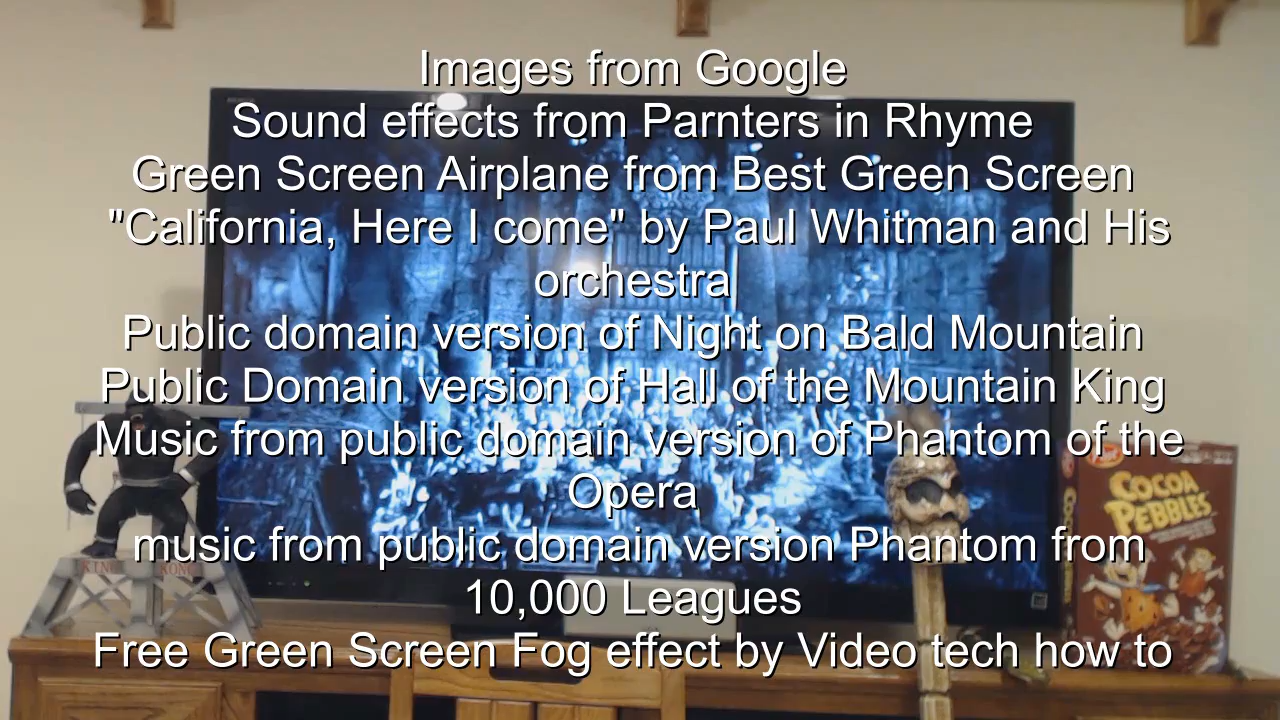 Images from Google
Sound effects from Parnters in Rhyme
Green Screen Airplane from Best Green Screen
"California, Here I come" by Paul Whitman and His
orchestra
Public domain version of Night on Bald Mountain
Public Domain version of Hall of the Mountain King
Music from public domain version of Phantom of the
Opera
music from public domain version Phantom from
10,000 Leagues
Free Green Screen Fog effect by Video tech how to
KING KONG
Post
COCOA
PEBBLES